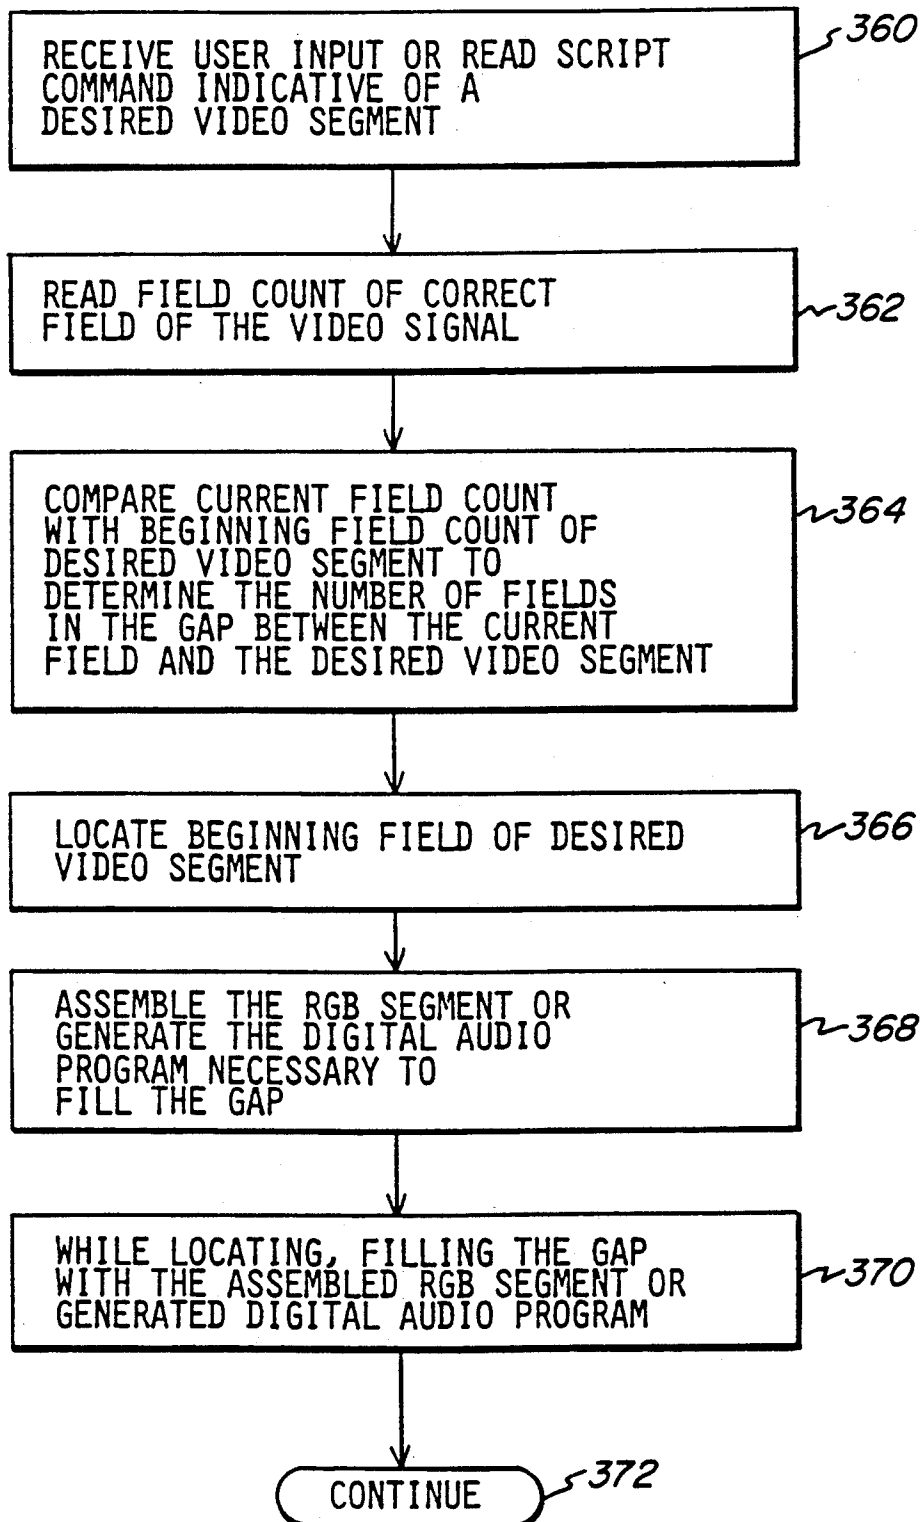 RECEIVE USER INPUT OR READ SCRIPT
COMMAND INDICATIVE OF A
DESIRED VIDEO SEGMENT
360
READ FIELD COUNT OF CORRECT
FIELD OF THE VIDEO SIGNAL
362
COMPARE CURRENT FIELD COUNT
WITH BEGINNING FIELD COUNT OF
DESIRED VIDEO SEGMENT TO
DETERMINE THE NUMBER OF FIELDS
IN THE GAP BETWEEN THE CURRENT
FIELD AND THE DESIRED VIDEO SEGMENT
364
LOCATE BEGINNING FIELD OF DESIRED
VIDEO SEGMENT
366
ASSEMBLE THE RGB SEGMENT OR
GENERATE THE DIGITAL AUDIO
PROGRAM NECESSARY TO
FILL THE GAP
368
WHILE LOCATING, FILLING THE GAP
WITH THE ASSEMBLED RGB SEGMENT OR
GENERATED DIGITAL AUDIO PROGRAM
370
CONTINUE
372